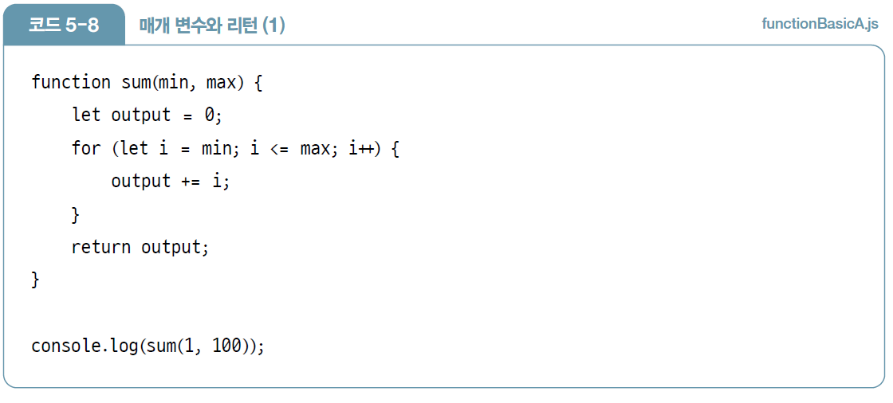 코드 5-8
매개 변수와 리턴 (1)
functionBasicA.js
function sum(min, max) {
    let output = 0;
    for (let i = min; i <= max; i++) {
        output += i;
    }
    return output;
}
console.log(sum(1, 100));